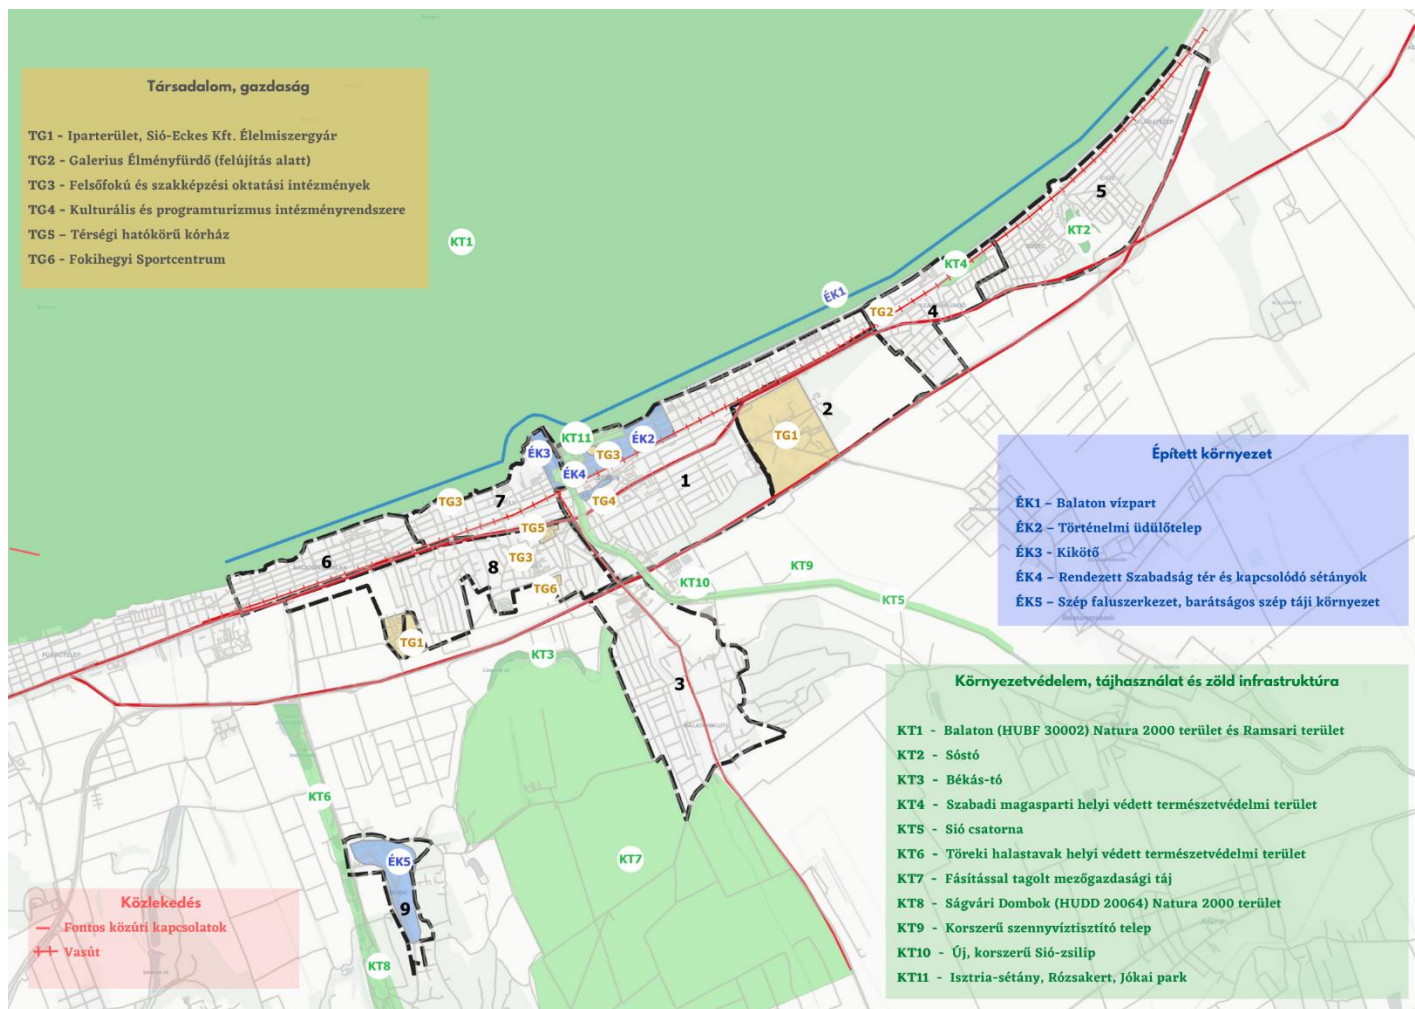 Társadalom, gazdaság
TG1 - Iparterület, Sió-Eckes Kft. Élelmiszergyár
TG2 - Galerius Élményfürdő (felújítás alatt)
TG3 - Felsőfokú és szakképzési oktatási intézmények
TG4 - Kulturális és programturizmus intézményrendszere
TG5 – Térségi hatókörű kórház
TG6 - Fokihegyi Sportcentrum
KT1
5
KT2
KT4
ÉK1
TG2
4
2
TG1
KT11
ÉK2
ÉK3
TG3
ÉK4
1
TG3
7
TG4
TG5
6
TG3
8
TG6
KT10
KT9
KT5
TG1
KT3
3
KT6
KT7
ÉK5
9
KT8
Épített környezet
ÉK1 – Balaton vízpart
ÉK2 – Történelmi üdülőtelep
ÉK3 - Kikötő
ÉK4 – Rendezett Szabadság tér és kapcsolódó sétányok
ÉK5 – Szép faluszerkezet, barátságos szép táji környezet
Környezetvédelem, tájhasználat és zöld infrastruktúra
KT1 - Balaton (HUBF 30002) Natura 2000 terület és Ramsari terület
KT2 - Sóstó
KT3 - Békás-tó
KT4 - Szabadi magasparti helyi védett természetvédelmi terület
KT5 - Sió csatorna
KT6 - Töreki halastavak helyi védett természetvédelmi terület
KT7 - Fásítással tagolt mezőgazdasági táj
KT8 - Ságvári Dombok (HUDD 20064) Natura 2000 terület
KT9 - Korszerű szennyvíztisztító telep
KT10 - Új, korszerű Sió-zsilip
KT11 - Isztria-sétány, Rózsakert, Jókai park
Közlekedés
Fontos közúti kapcsolatok
Vasút